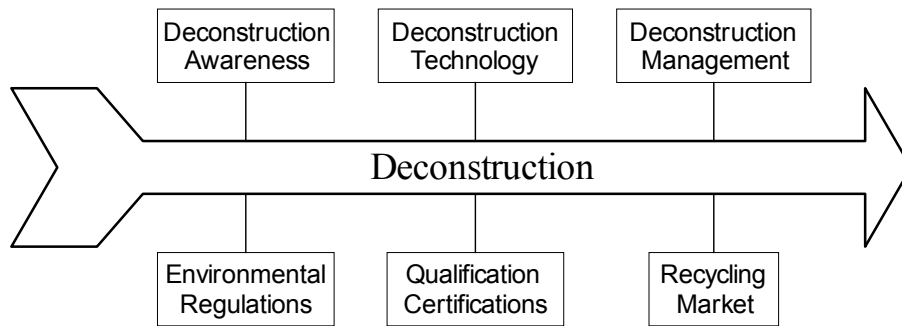 Deconstruction
Awareness
Deconstruction
Technology
Deconstruction
Management
Deconstruction
Environmental
Regulations
Qualification
Certifications
Recycling
Market